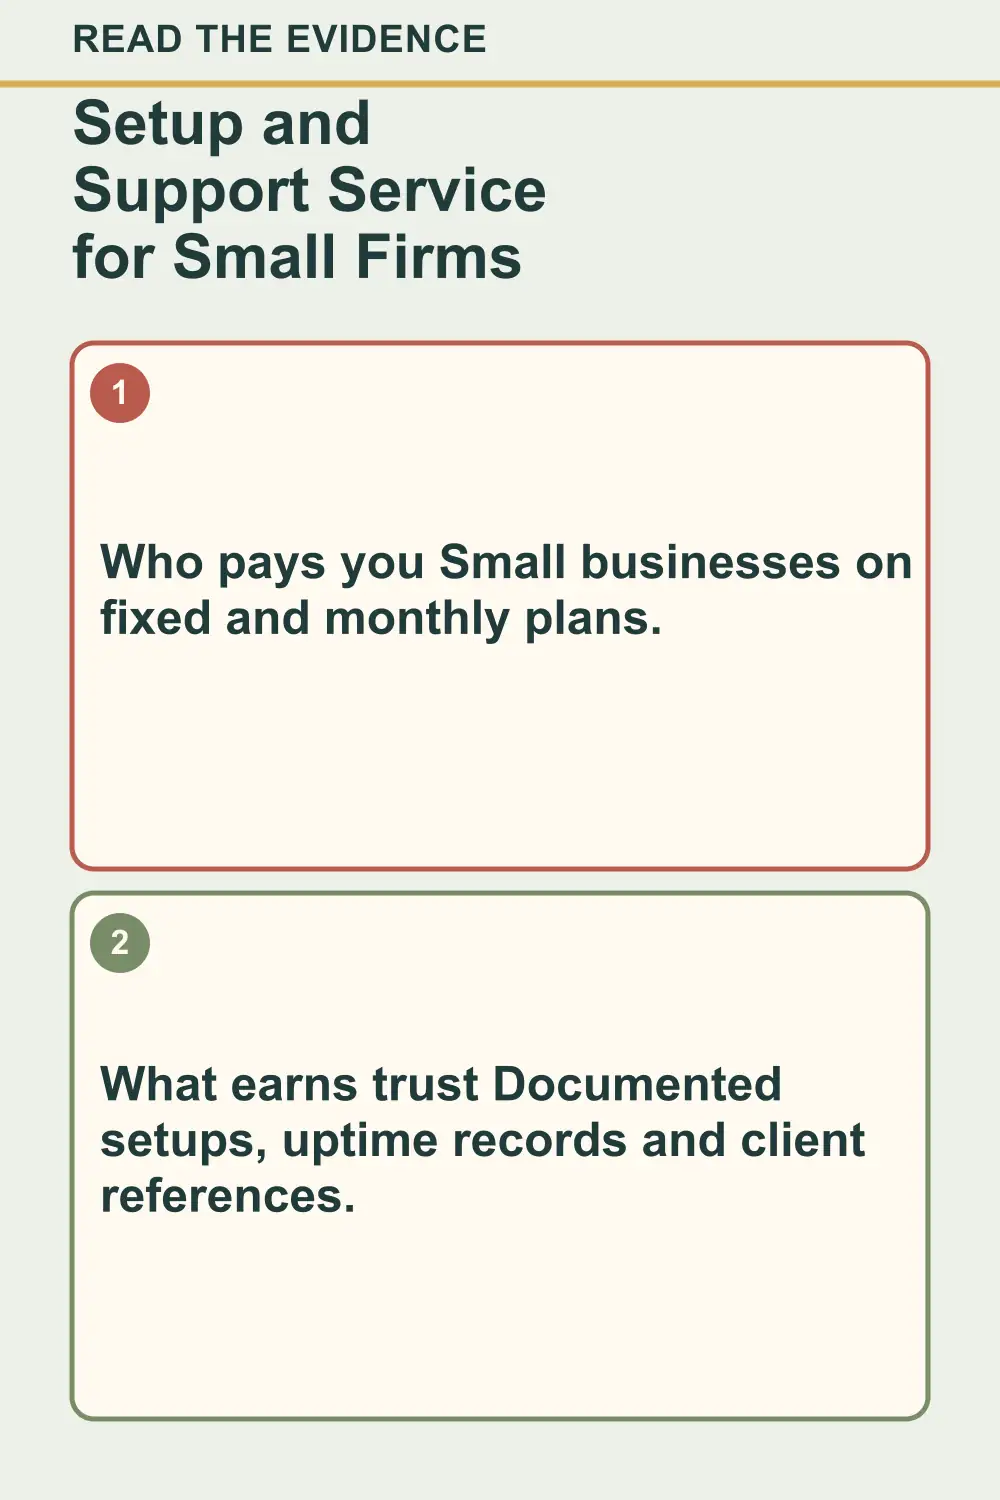 READ THE EVIDENCE
Setup and
Support Service
for Small Firms
1
Who pays you Small businesses on
fixed and monthly plans.
2
What earns trust Documented
setups, uptime records and client
references.